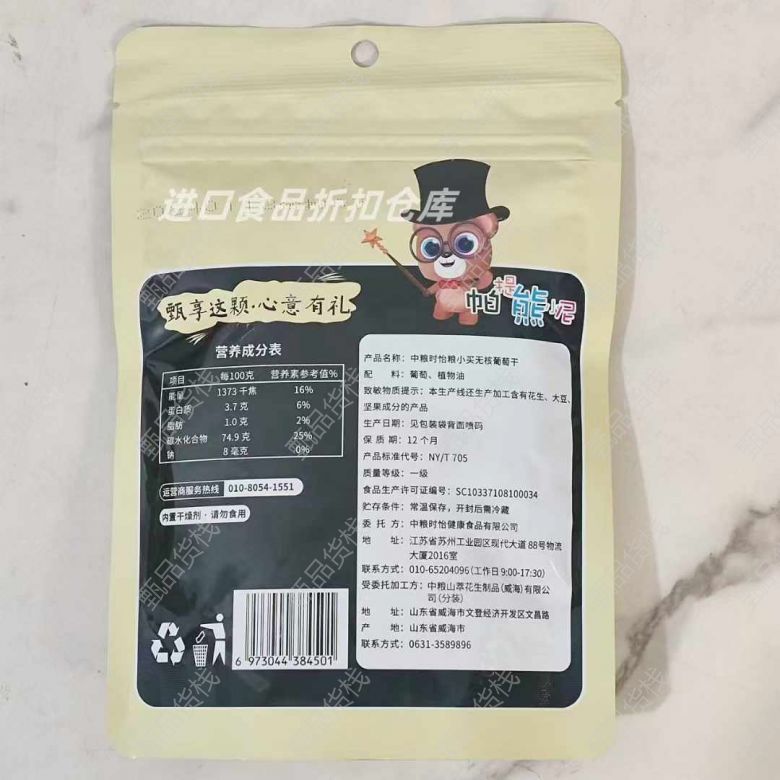 进口食品折扣仓库
甄享这颗·心意有礼
帕提熊小尼
营养成分表
项目 每100克 营养素参考值%
能量 1373 千焦 16%
蛋白质 3.7 克 6%
脂肪 1.0 克 2%
碳水化合物 74.9 克 25%
钠 8 毫克 0%
运营商服务热线 010-8054-1551
内置干燥剂·请勿食用
6 973044 384501
产品名称：中粮时怡粮小买无核葡萄干
配 料：葡萄、植物油
致敏物质提示：本生产线还生产加工含有花生、大豆、
坚果成分的产品
生产日期：见包装袋背面喷码
保 质 期：12 个月
产品标准代号：NY/T 705
质量等级：一级
食品生产许可证编号：SC10337108100034
贮存条件：常温保存，开封后需冷藏
委 托 方：中粮时怡健康食品有限公司
地 址：江苏省苏州工业园区现代大道 88号物流
大厦2016室
联系方式：010-65204096(工作日 9:00-17:30)
受委托加工方：中粮山萃花生制品(威海)有限公
司(分装)
地 址：山东省威海市文登经济开发区文昌路
产 地：山东省威海市
联系方式：0631-3589896
甄品货栈